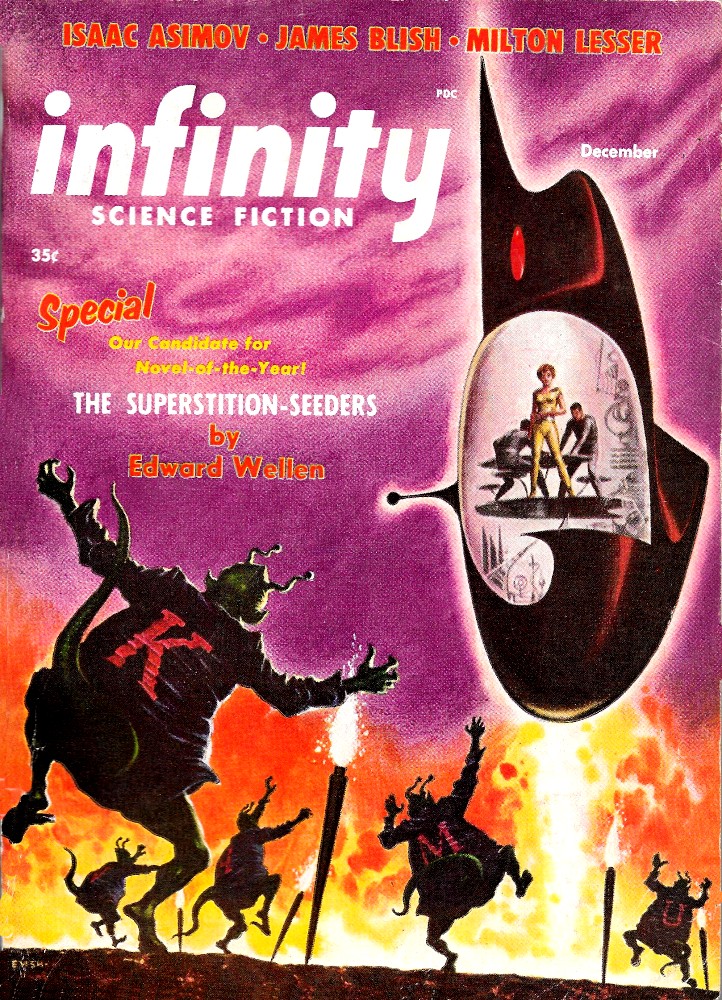 ISAAC ASIMOV • JAMES BLISH • MILTON LESSER
PDC
infinity
December
SCIENCE FICTION
35¢
Special
Our Candidate for
Novel-of-the-Year!
THE SUPERSTITION-SEEDERS
by
Edward Wellen
K
M
U
EMSH-